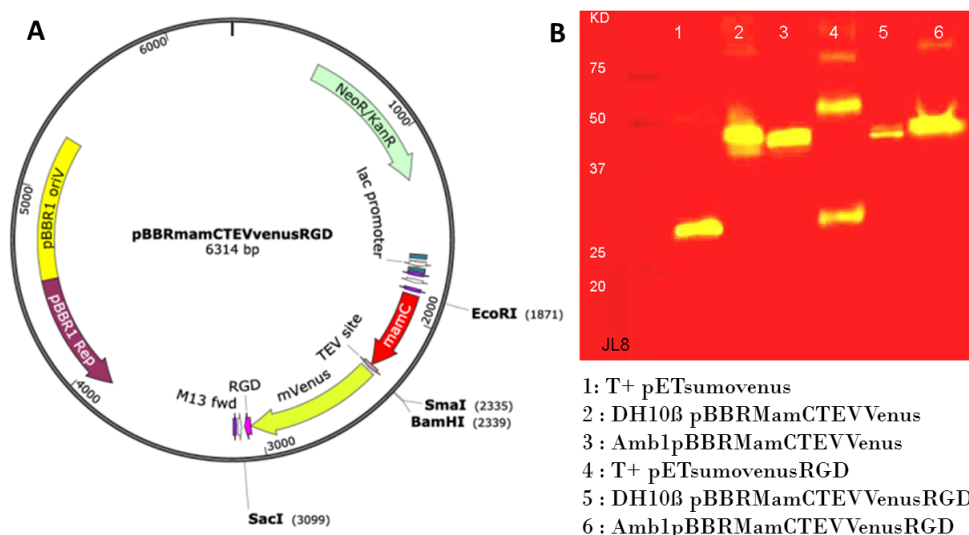 A
6000
1000
NeoR/KanR
lac promoter
pBBR1 oriV
5000
pBBRmamCTEVvenusRGD
6314 bp
2000
EcoRI (1871)
mamC
TEV site
pBBR1 Rep
mVenus
RGD
M13 fwd
SmaI (2335)
BamHI (2339)
4000
3000
SacI (3099)
B
KD
1 2 3 4 5 6
75
50
37
25
20
JL8
1: T+ pETsumovenus
2 : DH10ß pBBRMamCTEVVenus
3 : Amb1pBBRMamCTEVVenus
4 : T+ pETsumovenusRGD
5 : DH10ß pBBRMamCTEVVenusRGD
6 : Amb1pBBRMamCTEVVenusRGD